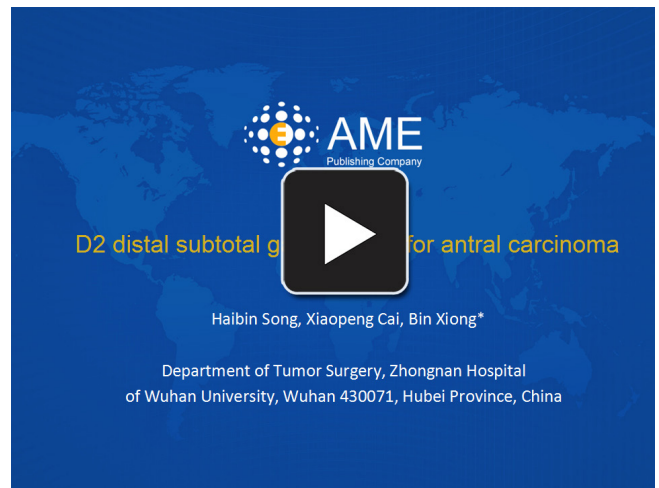 E AME
Publishing Company
D2 distal subtotal g for antral carcinoma
Haibin Song, Xiaopeng Cai, Bin Xiong*
Department of Tumor Surgery, Zhongnan Hospital
of Wuhan University, Wuhan 430071, Hubei Province, China